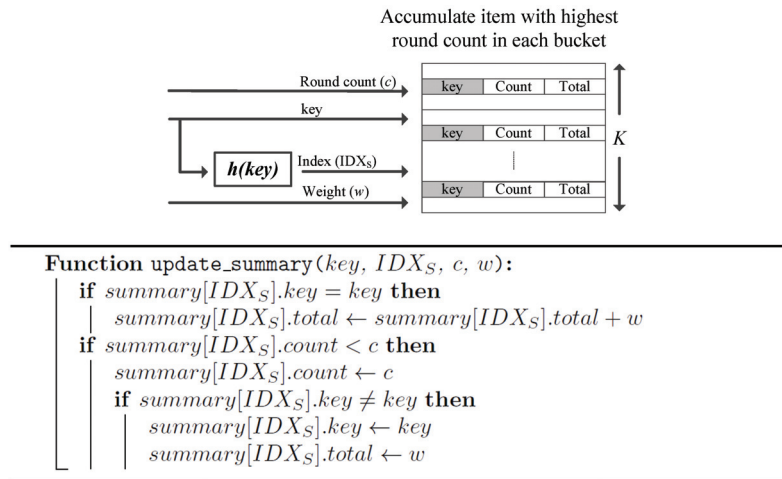 Accumulate item with highest
round count in each bucket
Round count (c)
key Count Total
key
key Count Total
K
h(key)
Index (IDXS)
Weight (w)
key Count Total
Function update_summary(key, IDXS, c, w):
if summary[IDXS].key = key then
summary[IDXS].total ← summary[IDXS].total + w
if summary[IDXS].count < c then
summary[IDXS].count ← c
if summary[IDXS].key ≠ key then
summary[IDXS].key ← key
summary[IDXS].total ← w